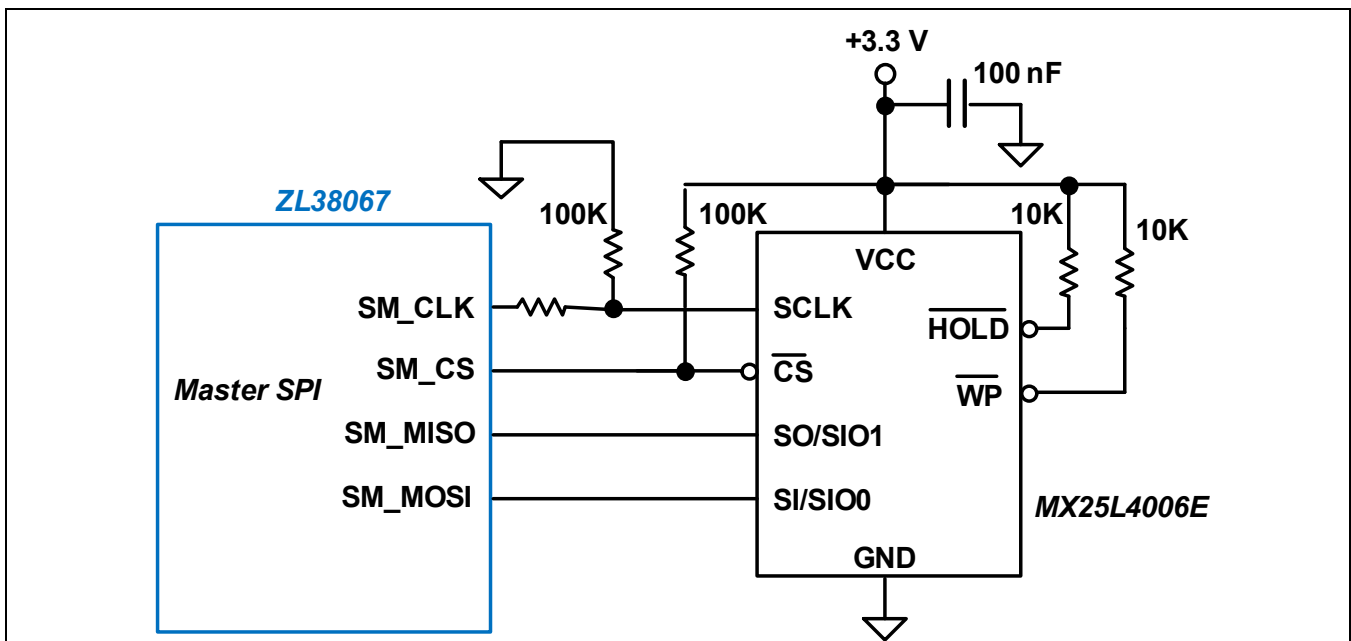 +3.3 V
100 nF
ZL38067
100K
100K
10K
10K
VCC
SM_CLK
SCLK
HOLD
SM_CS
CS
WP
Master SPI
SM_MISO
SO/SIO1
SM_MOSI
SI/SIO0
MX25L4006E
GND